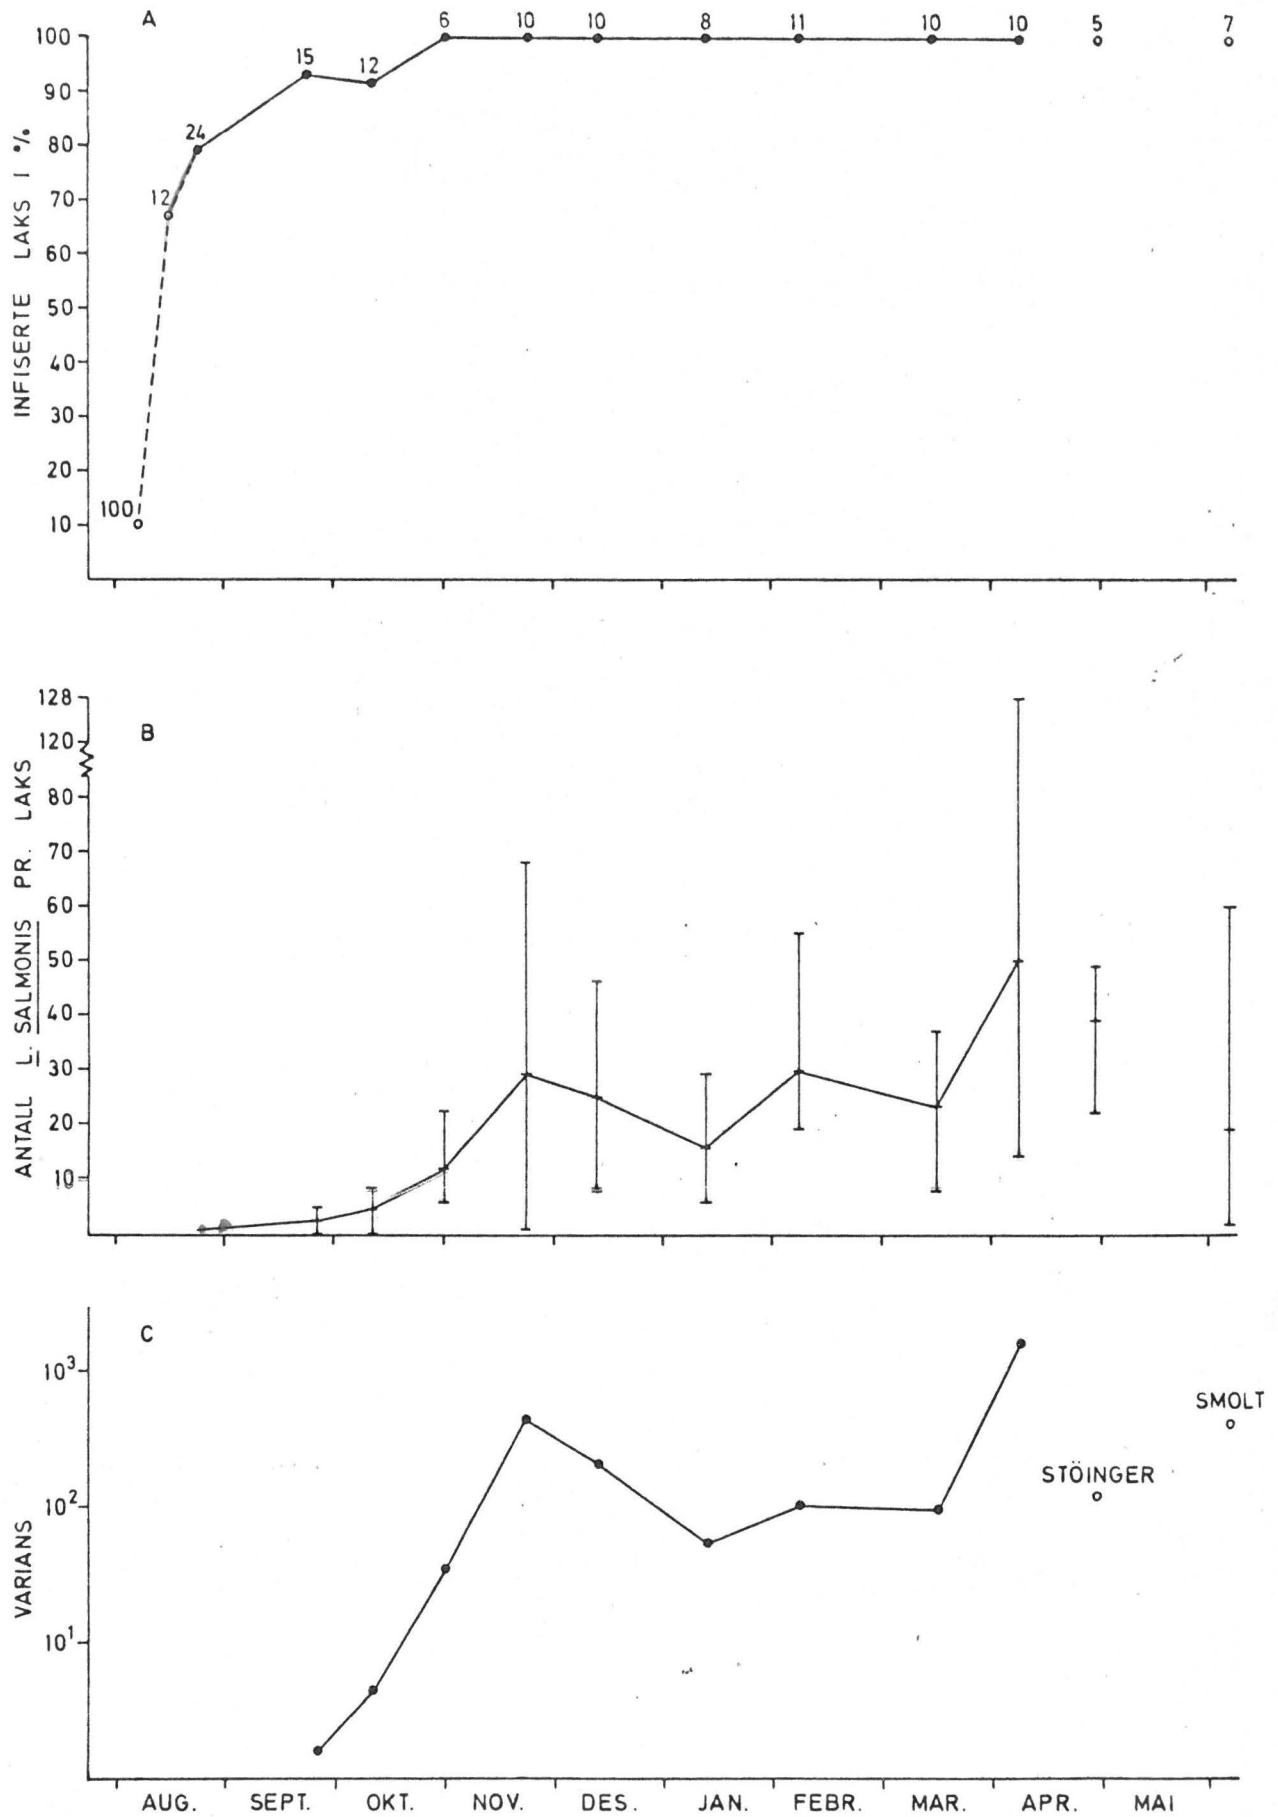 A
6 10 10 8 11 10 10 5 7
100
15
12
90
24
80
12
70
60
50
40
30
20
100
10
INFISERTE LAKS I %
128
B
120
80
70
60
50
40
30
20
10
ANTALL L. SALMONIS PR. LAKS
C
10³
SMOLT
STÖINGER
10²
10¹
VARIANS
AUG. SEPT. OKT. NOV. DES. JAN. FEBR. MAR. APR. MAI